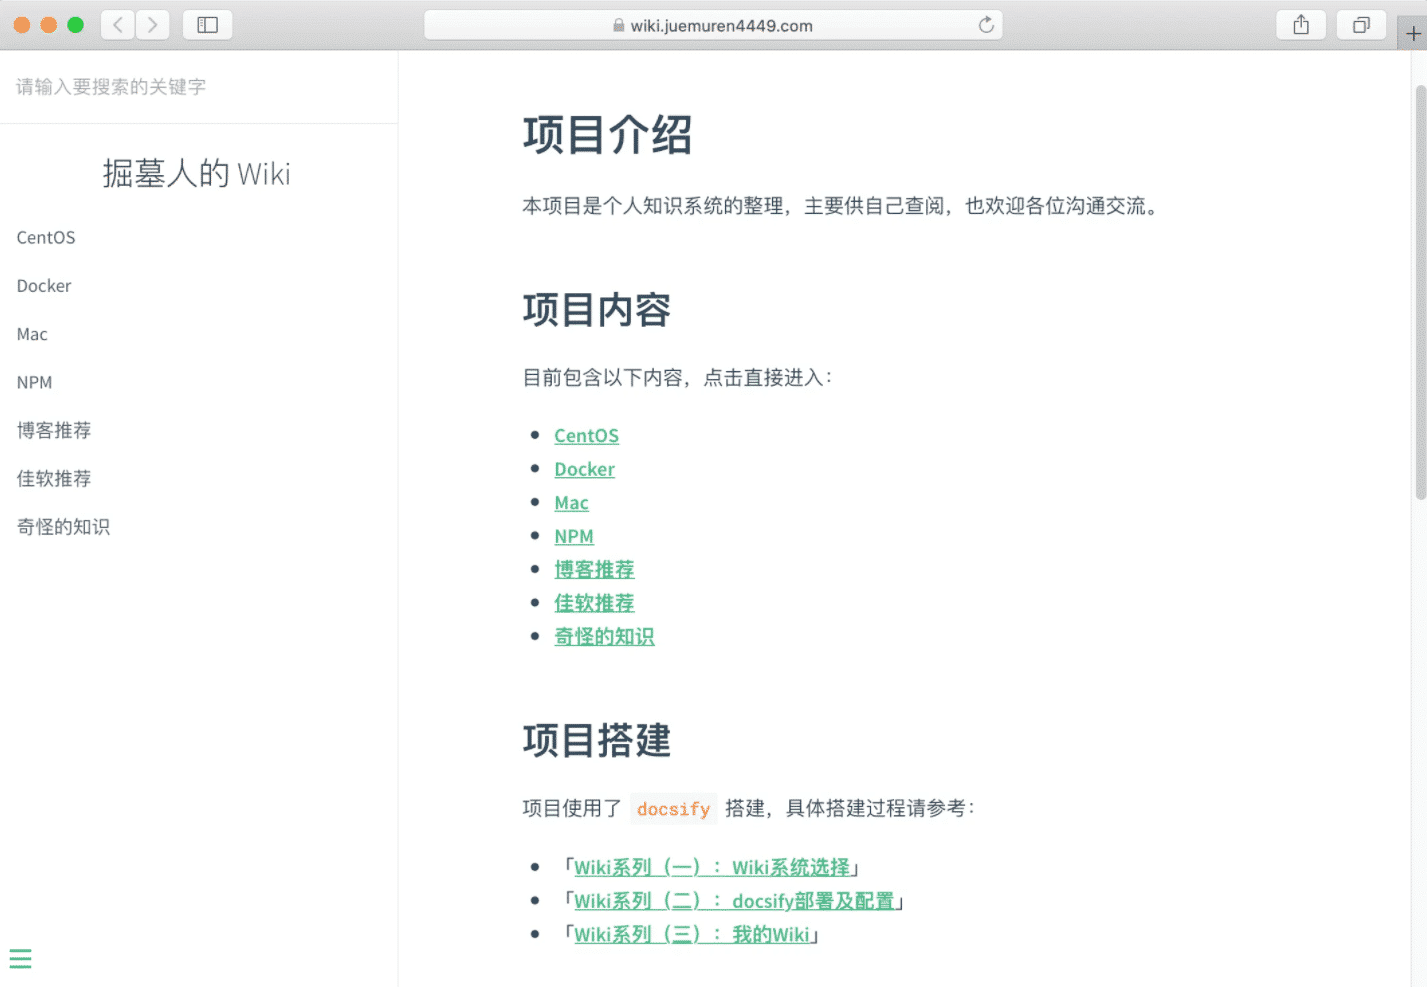 wiki.juemuren4449.com
请输入要搜索的关键字
掘墓人的 Wiki
CentOS
Docker
Mac
NPM
博客推荐
佳软推荐
奇怪的知识
项目介绍
本项目是个人知识系统的整理，主要供自己查阅，也欢迎各位沟通交流。
项目内容
目前包含以下内容，点击直接进入：
CentOS
Docker
Mac
NPM
博客推荐
佳软推荐
奇怪的知识
项目搭建
项目使用了 docsify 搭建，具体搭建过程请参考：
「Wiki系列（一）：Wiki系统选择」
「Wiki系列（二）：docsify部署及配置」
「Wiki系列（三）：我的Wiki」